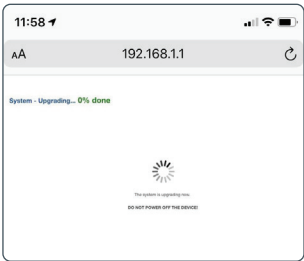 11:58
AA
192.168.1.1
System - Upgrading... 0% done
The system is upgrading now.
DO NOT POWER OFF THE DEVICE!